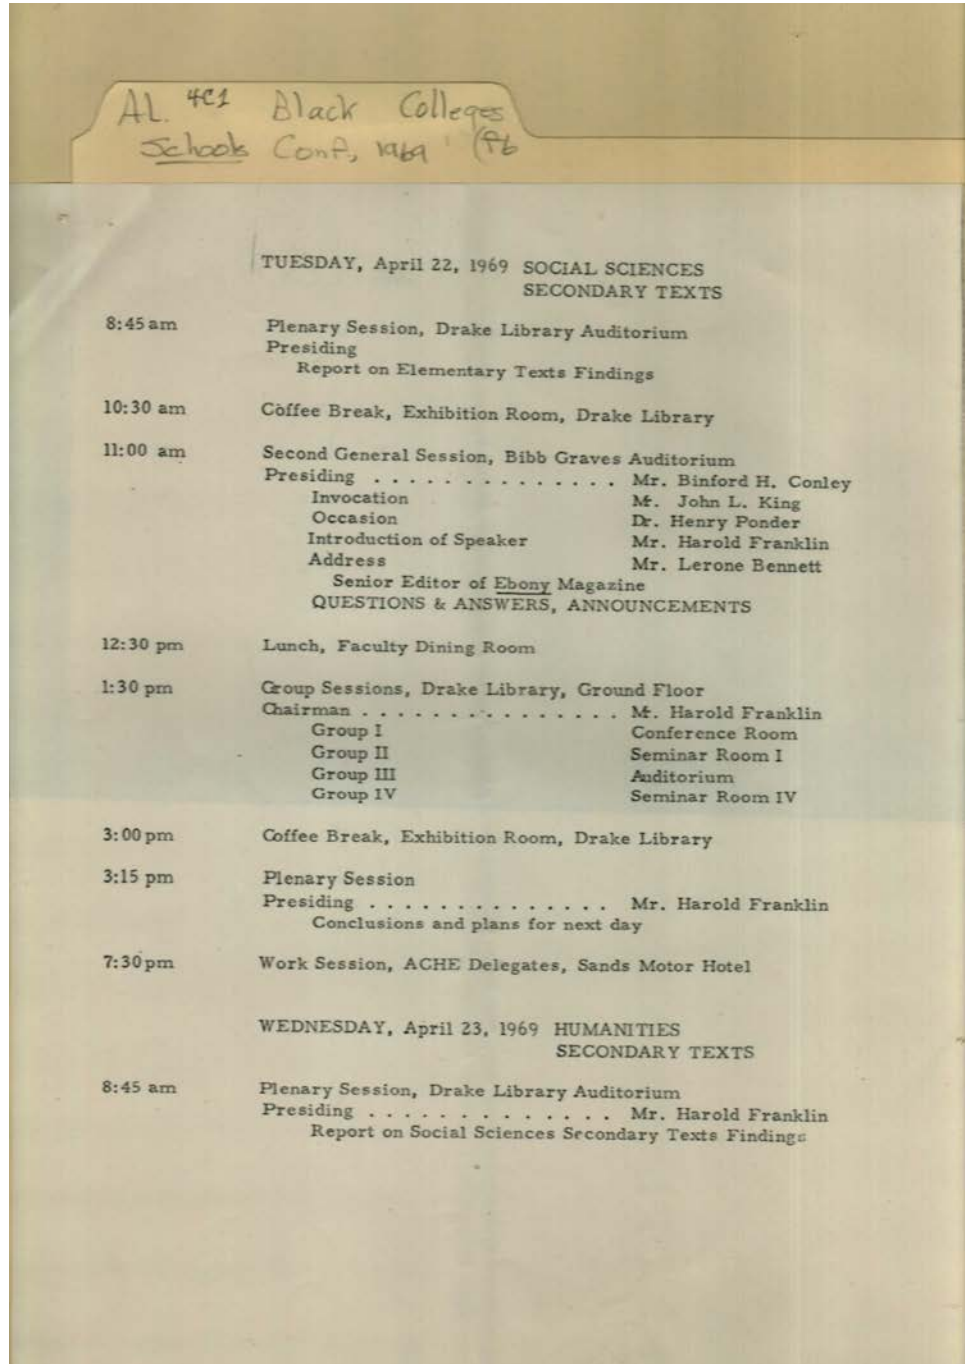 AL. 4C1 Black Colleges
Schools Conf, 1969 (Pb
TUESDAY, April 22, 1969 SOCIAL SCIENCES
SECONDARY TEXTS
8:45 am Plenary Session, Drake Library Auditorium
Presiding
Report on Elementary Texts Findings
10:30 am Coffee Break, Exhibition Room, Drake Library
11:00 am Second General Session, Bibb Graves Auditorium
Presiding . . . . . . . . . . . . . . . Mr. Binford H. Conley
Invocation Mr. John L. King
Occasion Dr. Henry Ponder
Introduction of Speaker Mr. Harold Franklin
Address Mr. Lerone Bennett
Senior Editor of Ebony Magazine
QUESTIONS & ANSWERS, ANNOUNCEMENTS
12:30 pm Lunch, Faculty Dining Room
1:30 pm Group Sessions, Drake Library, Ground Floor
Chairman . . . . . . . . . . . . . . . Mr. Harold Franklin
Group I Conference Room
Group II Seminar Room I
Group III Auditorium
Group IV Seminar Room IV
3:00 pm Coffee Break, Exhibition Room, Drake Library
3:15 pm Plenary Session
Presiding . . . . . . . . . . . . . . Mr. Harold Franklin
Conclusions and plans for next day
7:30 pm Work Session, ACHE Delegates, Sands Motor Hotel
WEDNESDAY, April 23, 1969 HUMANITIES
SECONDARY TEXTS
8:45 am Plenary Session, Drake Library Auditorium
Presiding . . . . . . . . . . . . . . Mr. Harold Franklin
Report on Social Sciences Secondary Texts Findings